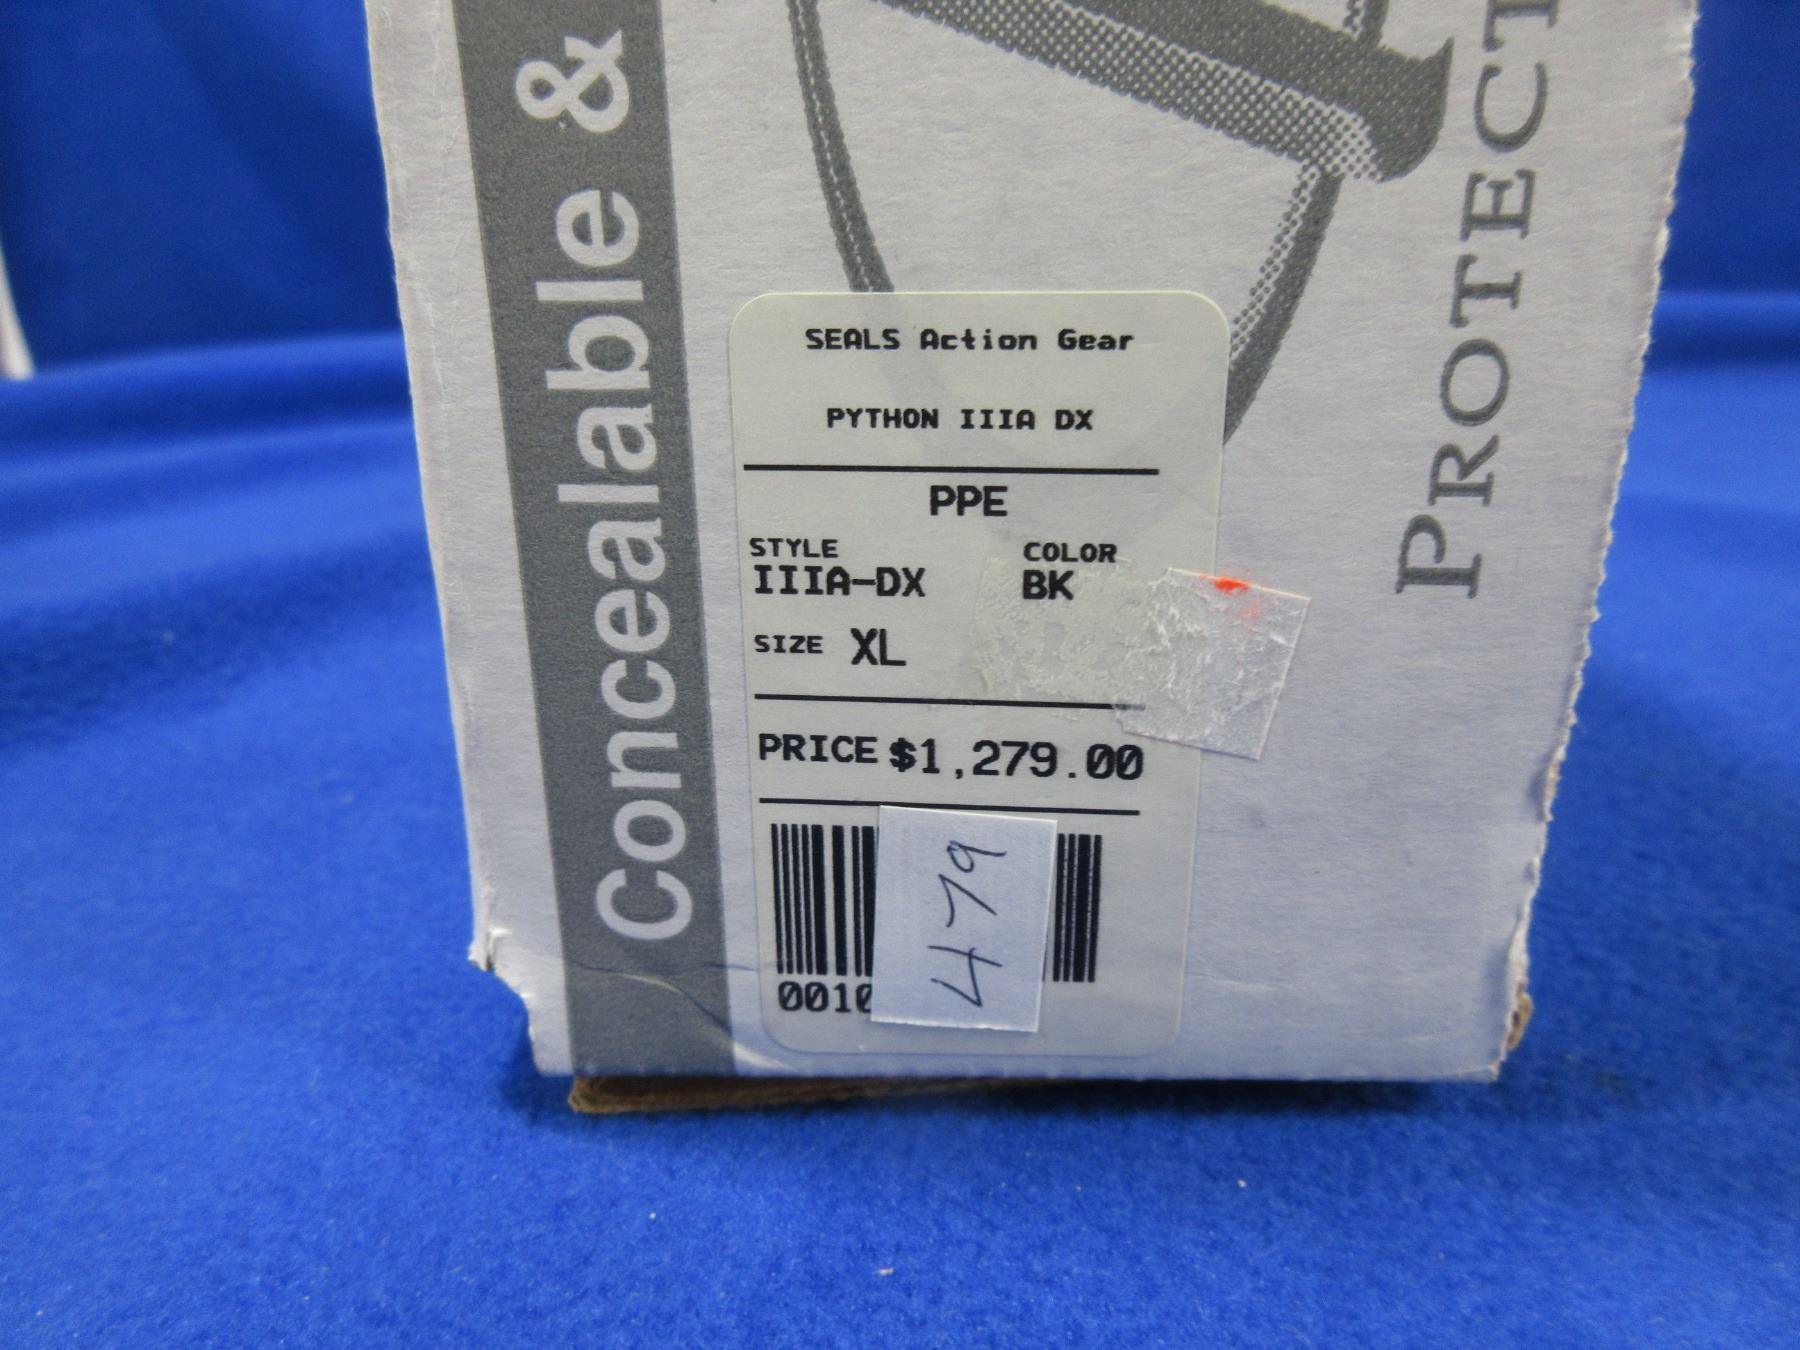 Concealable &
PROTECT
SEALS Action Gear
PYTHON IIIA DX
PPE
STYLE COLOR
IIIA-DX BK
SIZE XL
PRICE $1,279.00
479
0010